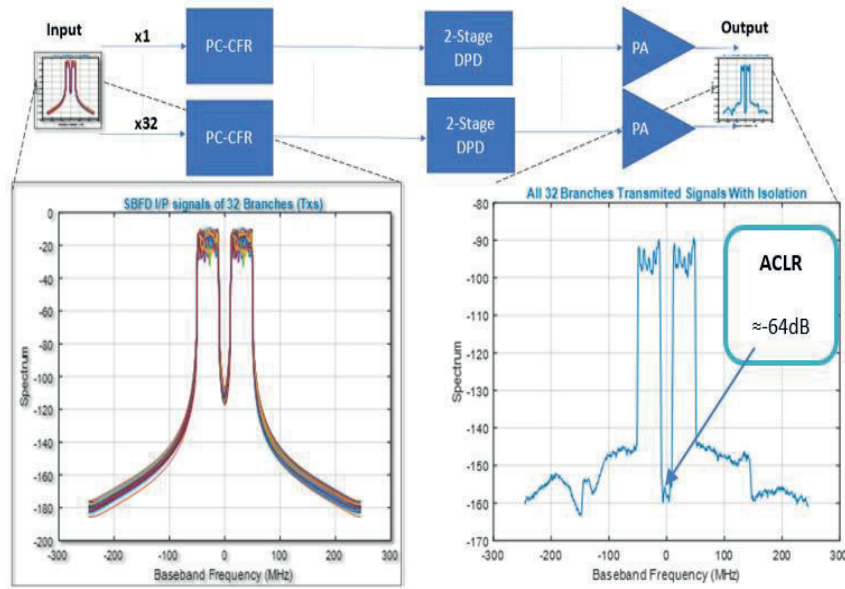 Input
x1
PC-CFR
2-Stage
DPD
PA
Output
x32
PC-CFR
2-Stage
DPD
PA
SBFD I/P signals of 32 Branches (Txs)
0
-20
-40
-60
-80
-100
-120
-140
-160
-180
-200
Spectrum
-300 -200 -100 0 100 200 300
Baseband Frequency (MHz)
All 32 Branches Transmited Signals With Isolation
-80
-90
-100
-110
-120
-130
-140
-150
-160
-170
Spectrum
-300 -200 -100 0 100 200 300
Baseband Frequency (MHz)
ACLR
≈-64dB